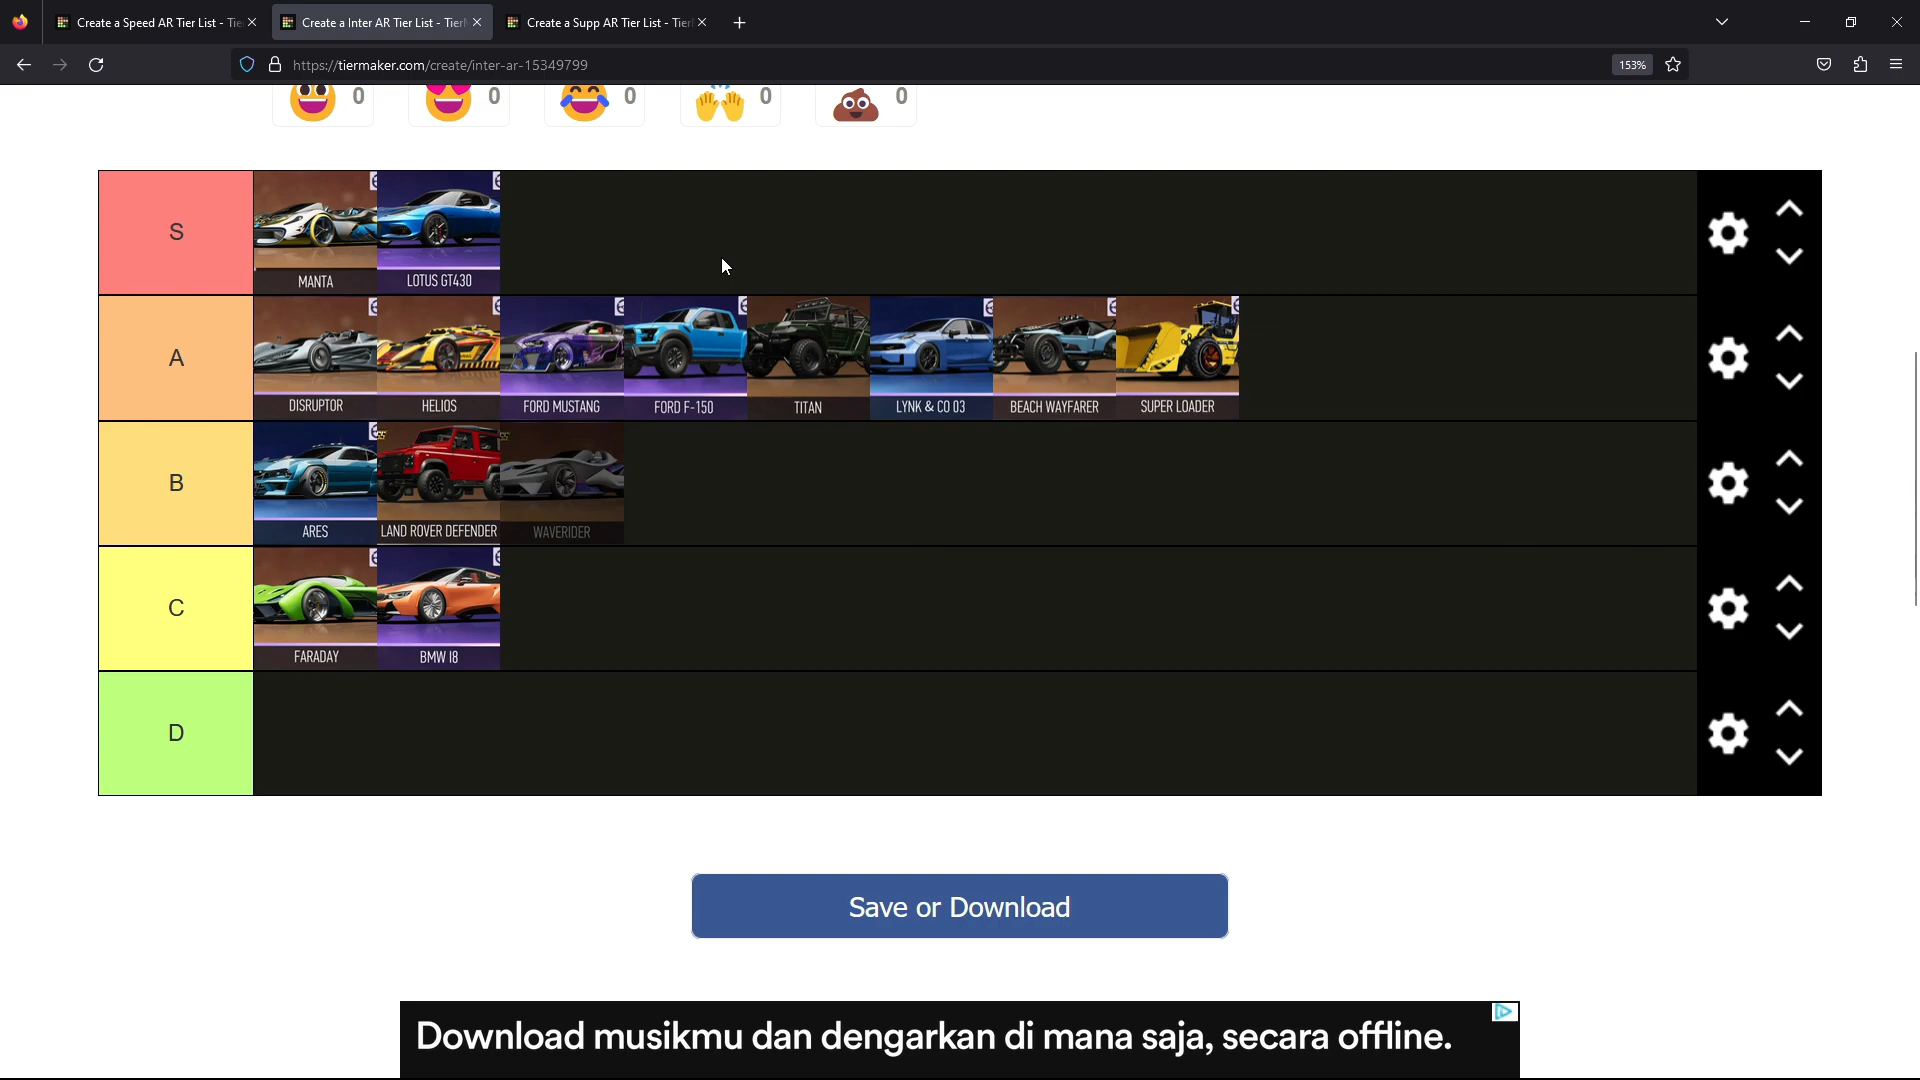 Create a Speed AR Tier List - Tie
Create a Inter AR Tier List - Tier
Create a Supp AR Tier List - Tier
https://tiermaker.com/create/inter-ar-15349799
153%
0 0 0 0 0
S
MANTA
LOTUS GT430
A
DISRUPTOR
HELIOS
FORD MUSTANG
FORD F-150
TITAN
LYNK & CO 03
BEACH WAYFARER
SUPER LOADER
B
ARES
LAND ROVER DEFENDER
WAVERIDER
C
FARADAY
BMW I8
D
Save or Download
Download musikmu dan dengarkan di mana saja, secara offline.